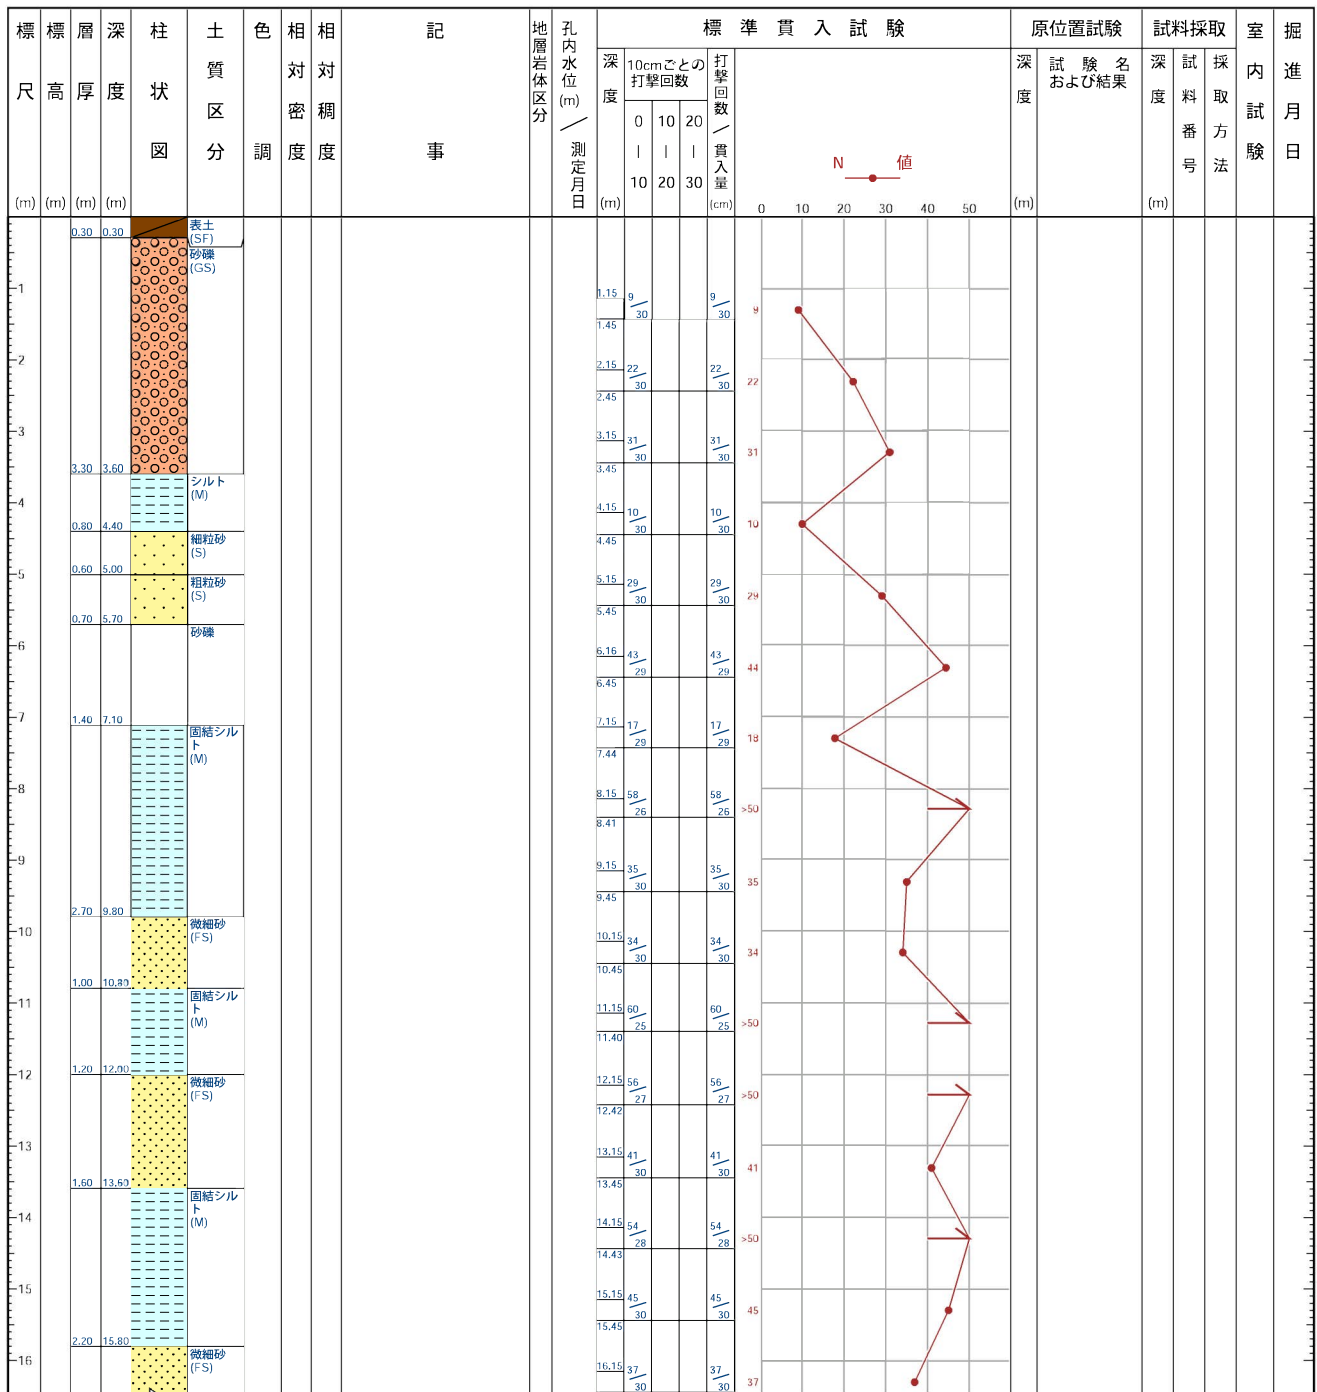 標尺 (m)
標高 (m)
層厚 (m)
深度 (m)
柱状図
土質区分
色調
相対密度
相対稠度
記事
地層岩体区分
孔内水位(m)／測定月日
標準貫入試験
深度 (m)
10cmごとの
打撃回数
0 | 10
10 | 20
20 | 30
打撃回数／貫入量 (cm)
N 値
0 10 20 30 40 50
原位置試験
深度 (m)
試験名
および結果
試料採取
深度 (m)
試料番号
採取方法
室内試験
掘進月日
0.30 0.30 表土
(SF)
砂礫
(GS)
1
1.15 9/30 9/30 9
1.45
2
2.15 22/30 22/30 22
2.45
3
3.15 31/30 31/30 31
3.45
3.30 3.60
シルト
(M)
4
4.15 10/30 10/30 10
4.45
0.80 4.40
細粒砂
(S)
5
0.60 5.00
粗粒砂
(S)
5.15 29/30 29/30 29
5.45
0.70 5.70
砂礫
6
6.16 43/29 43/29 44
6.45
7
1.40 7.10
固結シル
ト
(M)
7.15 17/29 17/29 18
7.44
8
8.15 58/26 58/26 >50
8.41
9
9.15 35/30 35/30 35
9.45
2.70 9.80
微細砂
(FS)
10
10.15 34/30 34/30 34
10.45
1.00 10.80
固結シル
ト
(M)
11
11.15 60/25 60/25 >50
11.40
12
1.20 12.00
微細砂
(FS)
12.15 56/27 56/27 >50
12.42
13
13.15 41/30 41/30 41
13.45
1.60 13.60
固結シル
ト
(M)
14
14.15 54/28 54/28 >50
14.43
15
15.15 45/30 45/30 45
15.45
2.20 15.80
微細砂
(FS)
16
16.15 37/30 37/30 37